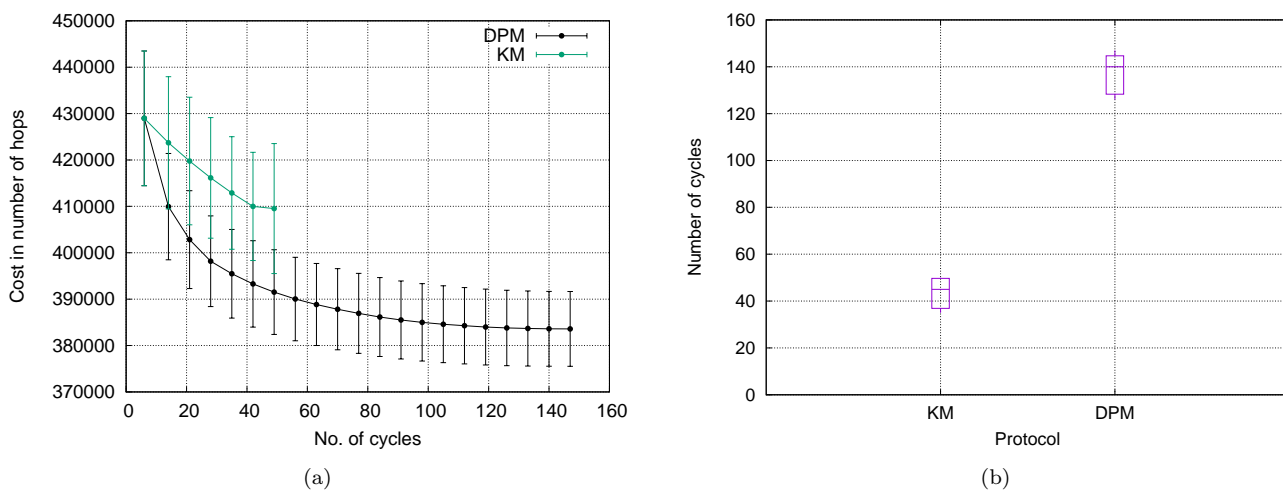 450000
440000
430000
420000
410000
400000
390000
380000
370000
0 20 40 60 80 100 120 140 160
Cost in number of hops
No. of cycles
DPM
KM
(a)
160
140
120
100
80
60
40
20
0
Number of cycles
KM DPM
Protocol
(b)